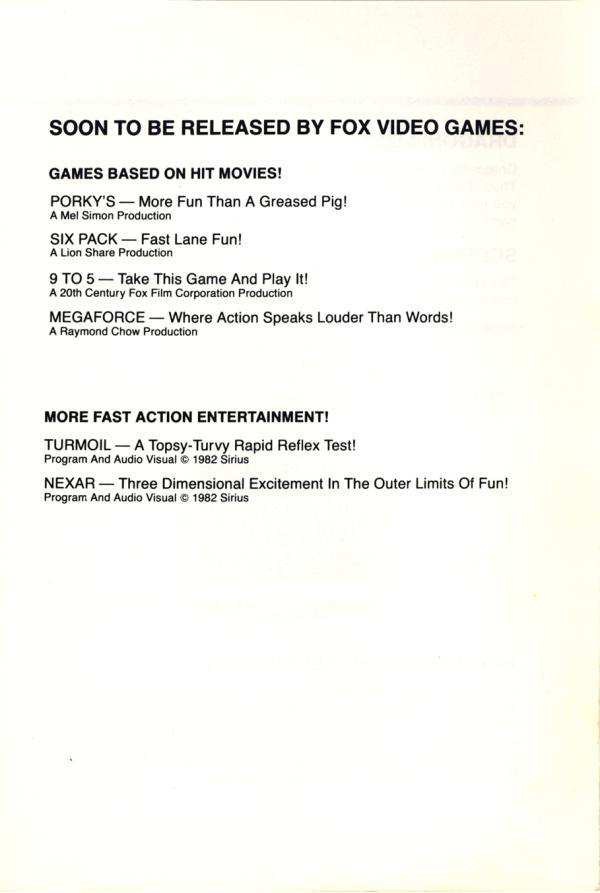 SOON TO BE RELEASED BY FOX VIDEO GAMES:
GAMES BASED ON HIT MOVIES!
PORKY'S — More Fun Than A Greased Pig!
A Mel Simon Production
SIX PACK — Fast Lane Fun!
A Lion Share Production
9 TO 5 — Take This Game And Play It!
A 20th Century Fox Film Corporation Production
MEGAFORCE — Where Action Speaks Louder Than Words!
A Raymond Chow Production
MORE FAST ACTION ENTERTAINMENT!
TURMOIL — A Topsy-Turvy Rapid Reflex Test!
Program And Audio Visual © 1982 Sirius
NEXAR — Three Dimensional Excitement In The Outer Limits Of Fun!
Program And Audio Visual © 1982 Sirius